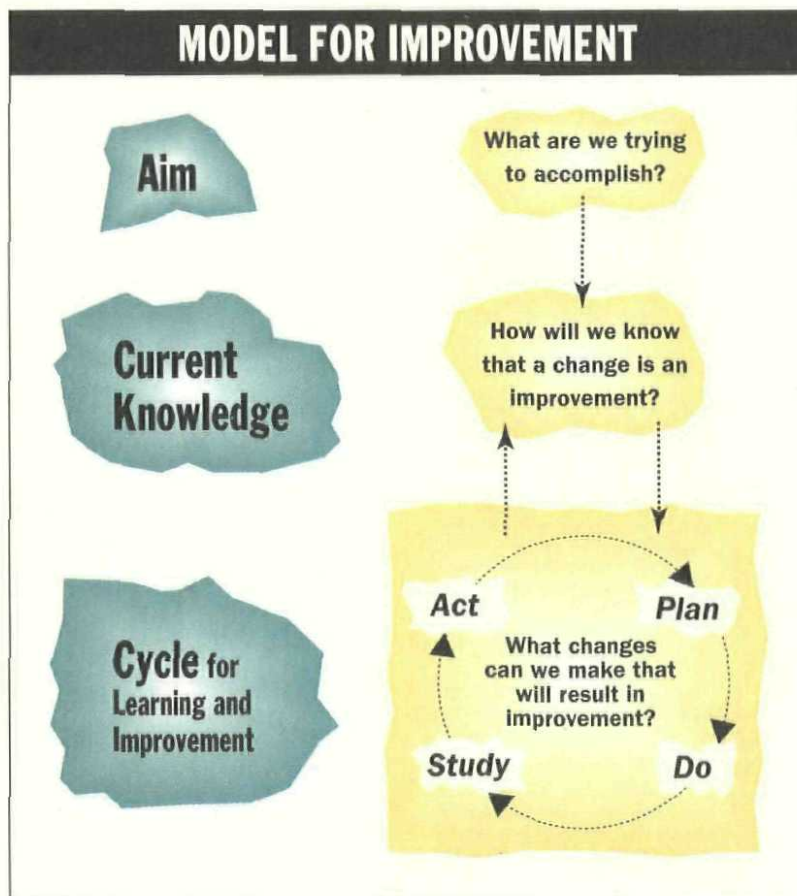 MODEL FOR IMPROVEMENT
Aim
What are we trying
to accomplish?
Current
Knowledge
How will we know
that a change is an
improvement?
Cycle for
Learning and
Improvement
Act
Plan
What changes
can we make that
will result in
improvement?
Study
Do